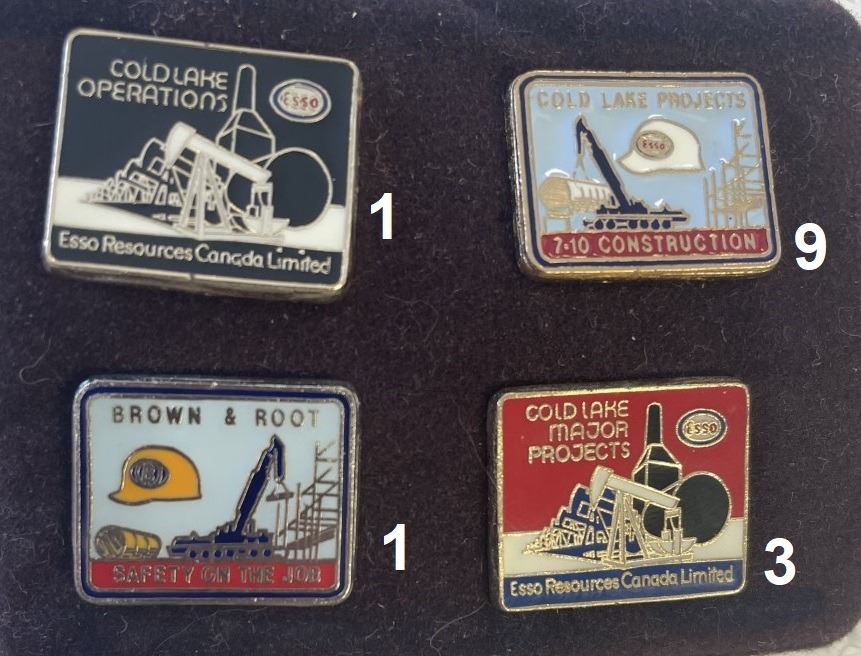 COLD LAKE
OPERATIONS
ESSO
Esso Resources Canada Limited
1
COLD LAKE PROJECTS
ESSO
7-10 CONSTRUCTION
9
BROWN & ROOT
SAFETY ON THE JOB
1
COLD LAKE
MAJOR
PROJECTS
ESSO
Esso Resources Canada Limited
3